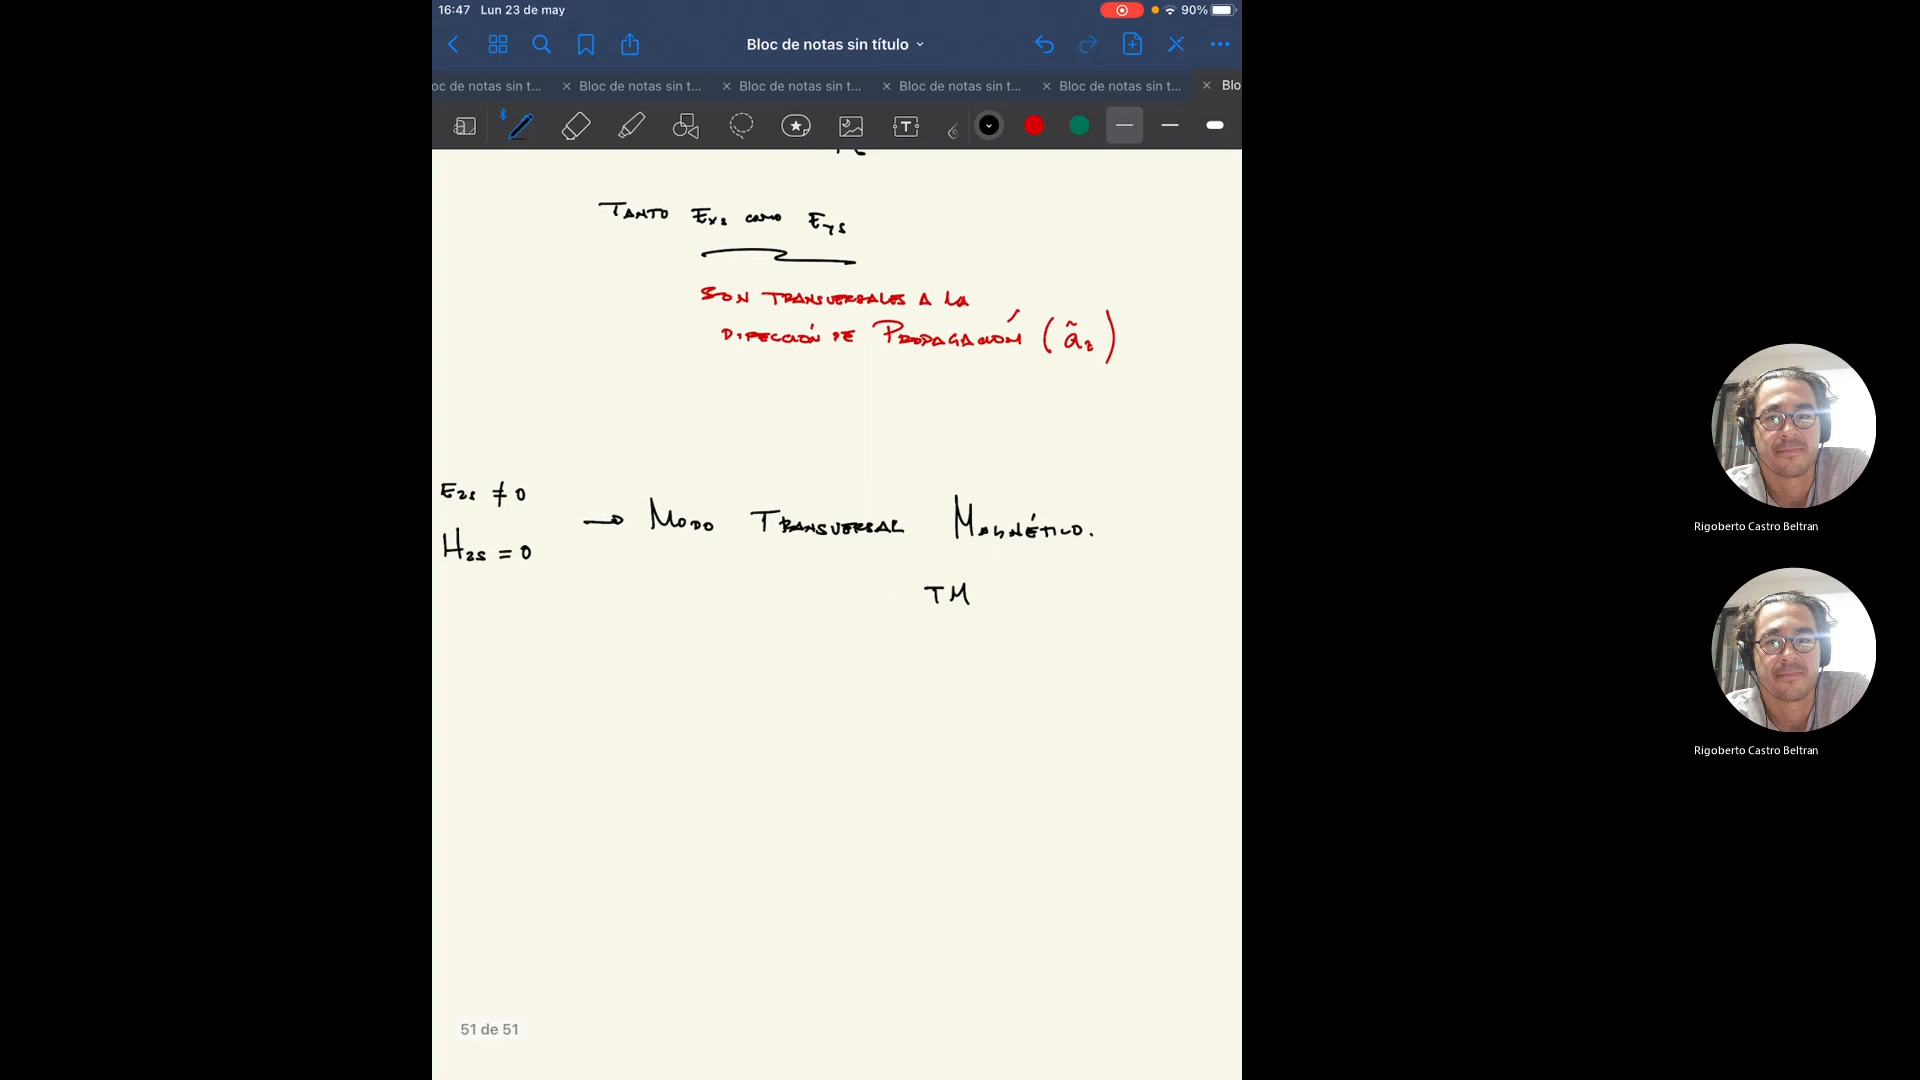 16:47 Lun 23 de may
90%
Bloc de notas sin título
oc de notas sin t... Bloc de notas sin t... Bloc de notas sin t... Bloc de notas sin t... Bloc de notas sin t... Blo
TANTO Exs como Eys
SON TRANSVERSALES A LA
DIRECCIÓN DE PROPAGACIÓN (ãz)
Ezs ≠ 0
→ MODO TRANSVERSAL MAGNÉTICO.
Hzs = 0
TM
Rigoberto Castro Beltran
Rigoberto Castro Beltran
51 de 51